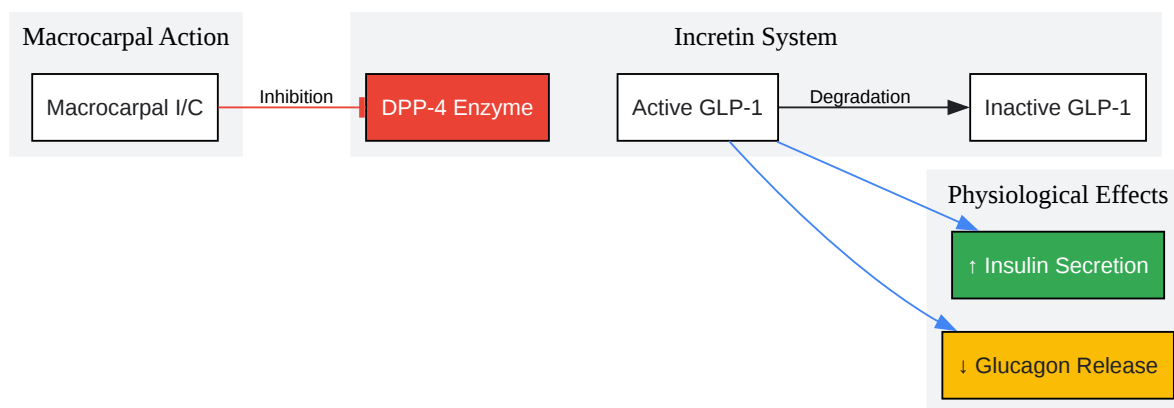 Macrocarpal Action
Incretin System
Macrocarpal I/C
Inhibition
DPP-4 Enzyme
Active GLP-1
Degradation
Inactive GLP-1
Physiological Effects
↑ Insulin Secretion
↓ Glucagon Release